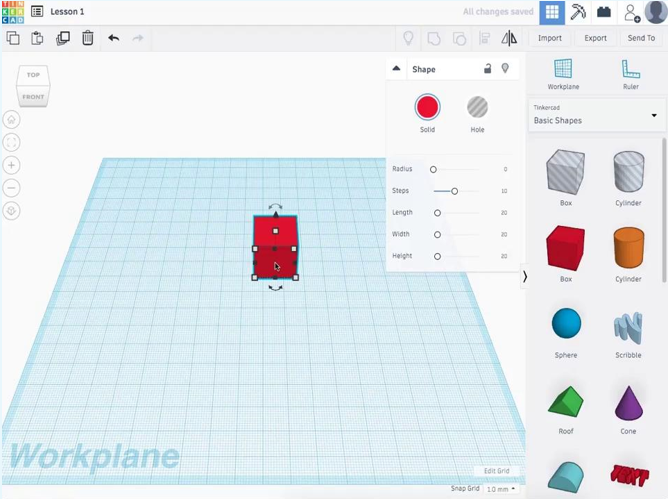 TIN
KER
CAD
Lesson 1
All changes saved
Import
Export
Send To
TOP
FRONT
Shape
Solid
Hole
Radius 0
Steps 10
Length 20
Width 20
Height 20
Workplane
Ruler
Tinkercad
Basic Shapes
Box
Cylinder
Box
Cylinder
Sphere
Scribble
Roof
Cone
TEXT
Workplane
Edit Grid
Snap Grid 1.0 mm